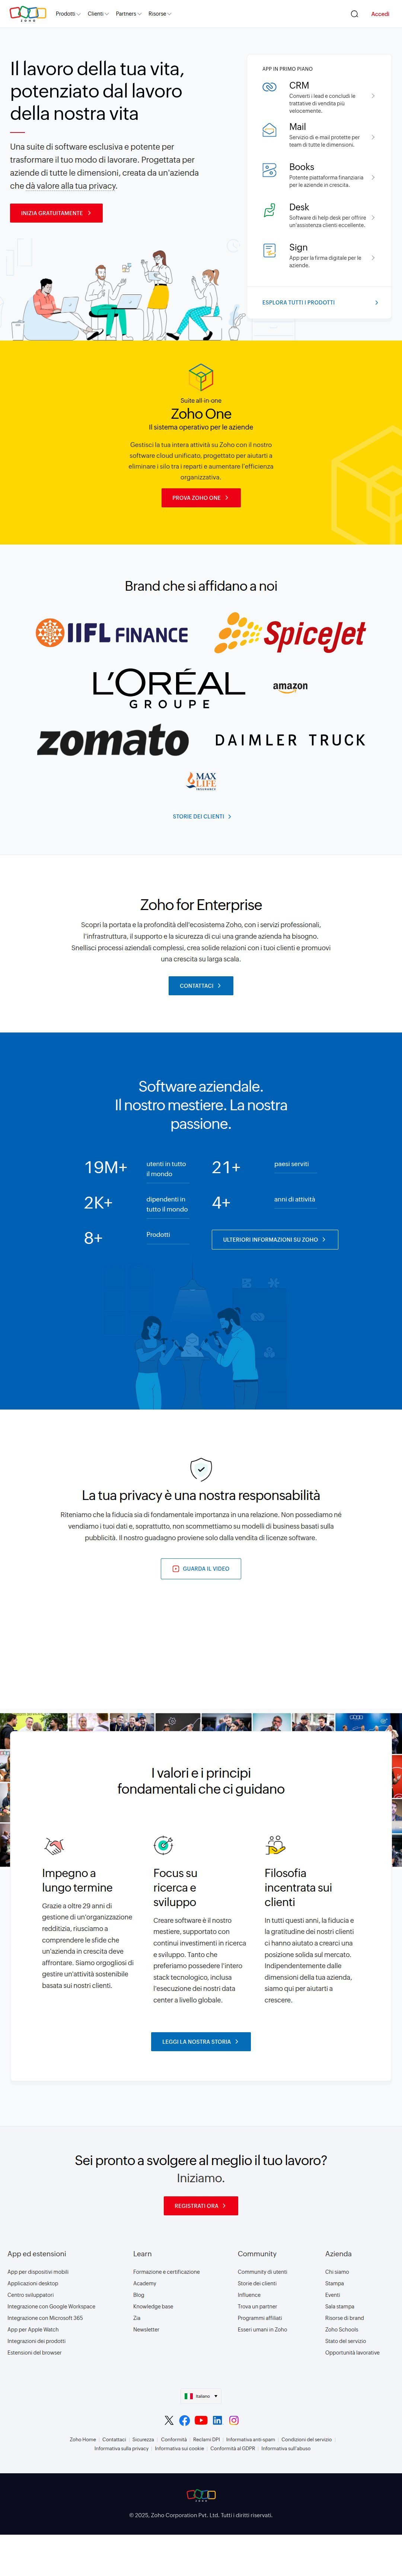 ZOHO
Prodotti Clienti Partners Risorse
Accedi
Il lavoro della tua vita,
potenziato dal lavoro
della nostra vita
Una suite di software esclusiva e potente per
trasformare il tuo modo di lavorare. Progettata per
aziende di tutte le dimensioni, creata da un'azienda
che dà valore alla tua privacy.
INIZIA GRATUITAMENTE
APP IN PRIMO PIANO
CRM
Converti i lead e concludi le
trattative di vendita più
velocemente.
Mail
Servizio di e-mail protette per
team di tutte le dimensioni.
Books
Potente piattaforma finanziaria
per le aziende in crescita.
Desk
Software di help desk per offrire
un'assistenza clienti eccellente.
Sign
App per la firma digitale per le
aziende.
ESPLORA TUTTI I PRODOTTI
Suite all-in-one
Zoho One
Il sistema operativo per le aziende
Gestisci la tua intera attività su Zoho con il nostro
software cloud unificato, progettato per aiutarti a
eliminare i silo tra i reparti e aumentare l'efficienza
organizzativa.
PROVA ZOHO ONE
Brand che si affidano a noi
IIFL FINANCE
SpiceJet
L'ORÉAL
GROUPE
amazon
zomato
DAIMLER TRUCK
MAX
LIFE
INSURANCE
STORIE DEI CLIENTI
Zoho for Enterprise
Scopri la portata e la profondità dell'ecosistema Zoho, con i servizi professionali,
l'infrastruttura, il supporto e la sicurezza di cui una grande azienda ha bisogno.
Snellisci processi aziendali complessi, crea solide relazioni con i tuoi clienti e promuovi
una crescita su larga scala.
CONTATTACI
Software aziendale.
Il nostro mestiere. La nostra
passione.
19M+
utenti in tutto
il mondo
21+
paesi serviti
2K+
dipendenti in
tutto il mondo
4+
anni di attività
8+
Prodotti
ULTERIORI INFORMAZIONI SU ZOHO
La tua privacy è una nostra responsabilità
Riteniamo che la fiducia sia di fondamentale importanza in una relazione. Non possediamo né
vendiamo i tuoi dati e, soprattutto, non scommettiamo su modelli di business basati sulla
pubblicità. Il nostro guadagno proviene solo dalla vendita di licenze software.
GUARDA IL VIDEO
I valori e i principi
fondamentali che ci guidano
Impegno a
lungo termine
Grazie a oltre 29 anni di
gestione di un'organizzazione
redditizia, riusciamo a
comprendere le sfide che
un'azienda in crescita deve
affrontare. Siamo orgogliosi di
gestire un'attività sostenibile
basata sui nostri clienti.
Focus su
ricerca e
sviluppo
Creare software è il nostro
mestiere, supportato con
continui investimenti in ricerca
e sviluppo. Tanto che
preferiamo possedere l'intero
stack tecnologico, inclusa
l'esecuzione dei nostri data
center a livello globale.
Filosofia
incentrata sui
clienti
In tutti questi anni, la fiducia e
la gratitudine dei nostri clienti
ci hanno aiutato a crearci una
posizione solida sul mercato.
Indipendentemente dalle
dimensioni della tua azienda,
siamo qui per aiutarti a
crescere.
LEGGI LA NOSTRA STORIA
Sei pronto a svolgere al meglio il tuo lavoro?
Iniziamo.
REGISTRATI ORA
App ed estensioni
App per dispositivi mobili
Applicazioni desktop
Centro sviluppatori
Integrazione con Google Workspace
Integrazione con Microsoft 365
App per Apple Watch
Integrazioni dei prodotti
Estensioni del browser
Learn
Formazione e certificazione
Academy
Blog
Knowledge base
Zia
Newsletter
Community
Community di utenti
Storie dei clienti
Influence
Trova un partner
Programmi affiliati
Esseri umani in Zoho
Azienda
Chi siamo
Stampa
Eventi
Sala stampa
Risorse di brand
Zoho Schools
Stato del servizio
Opportunità lavorative
Italiano
Zoho Home | Contattaci | Sicurezza | Conformità | Reclami DPI | Informativa anti-spam | Condizioni del servizio |
Informativa sulla privacy | Informativa sui cookie | Conformità al GDPR | Informativa sull'abuso
ZOHO
© 2025, Zoho Corporation Pvt. Ltd. Tutti i diritti riservati.